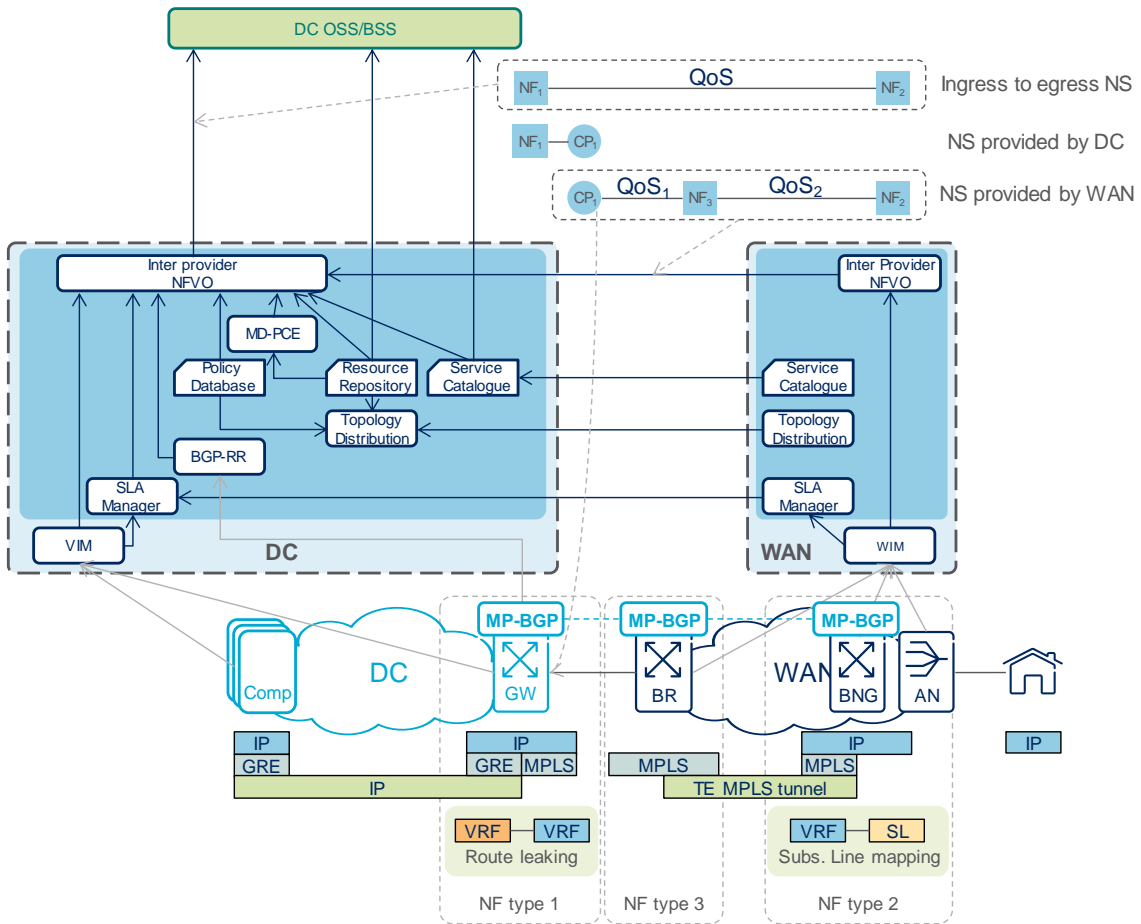 DC OSS/BSS
QoS
NF1
NF2
Ingress to egress NS
NF1
CP1
NS provided by DC
QoS1
QoS2
CP1
NF3
NF2
NS provided by WAN
Inter provider
NFVO
Inter Provider
NFVO
MD-PCE
Policy
Database
Resource
Repository
Service
Catalogue
Service
Catalogue
Topology
Distribution
Topology
Distribution
BGP-RR
SLA
Manager
SLA
Manager
VIM
DC
WAN
WIM
MP-BGP
MP-BGP
MP-BGP
DC
WAN
Comp
GW
BR
BNG
AN
IP
IP
IP
IP
GRE
GRE
MPLS
MPLS
MPLS
IP
TE MPLS tunnel
VRF
VRF
Route leaking
VRF
SL
Subs. Line mapping
NF type 1
NF type 3
NF type 2